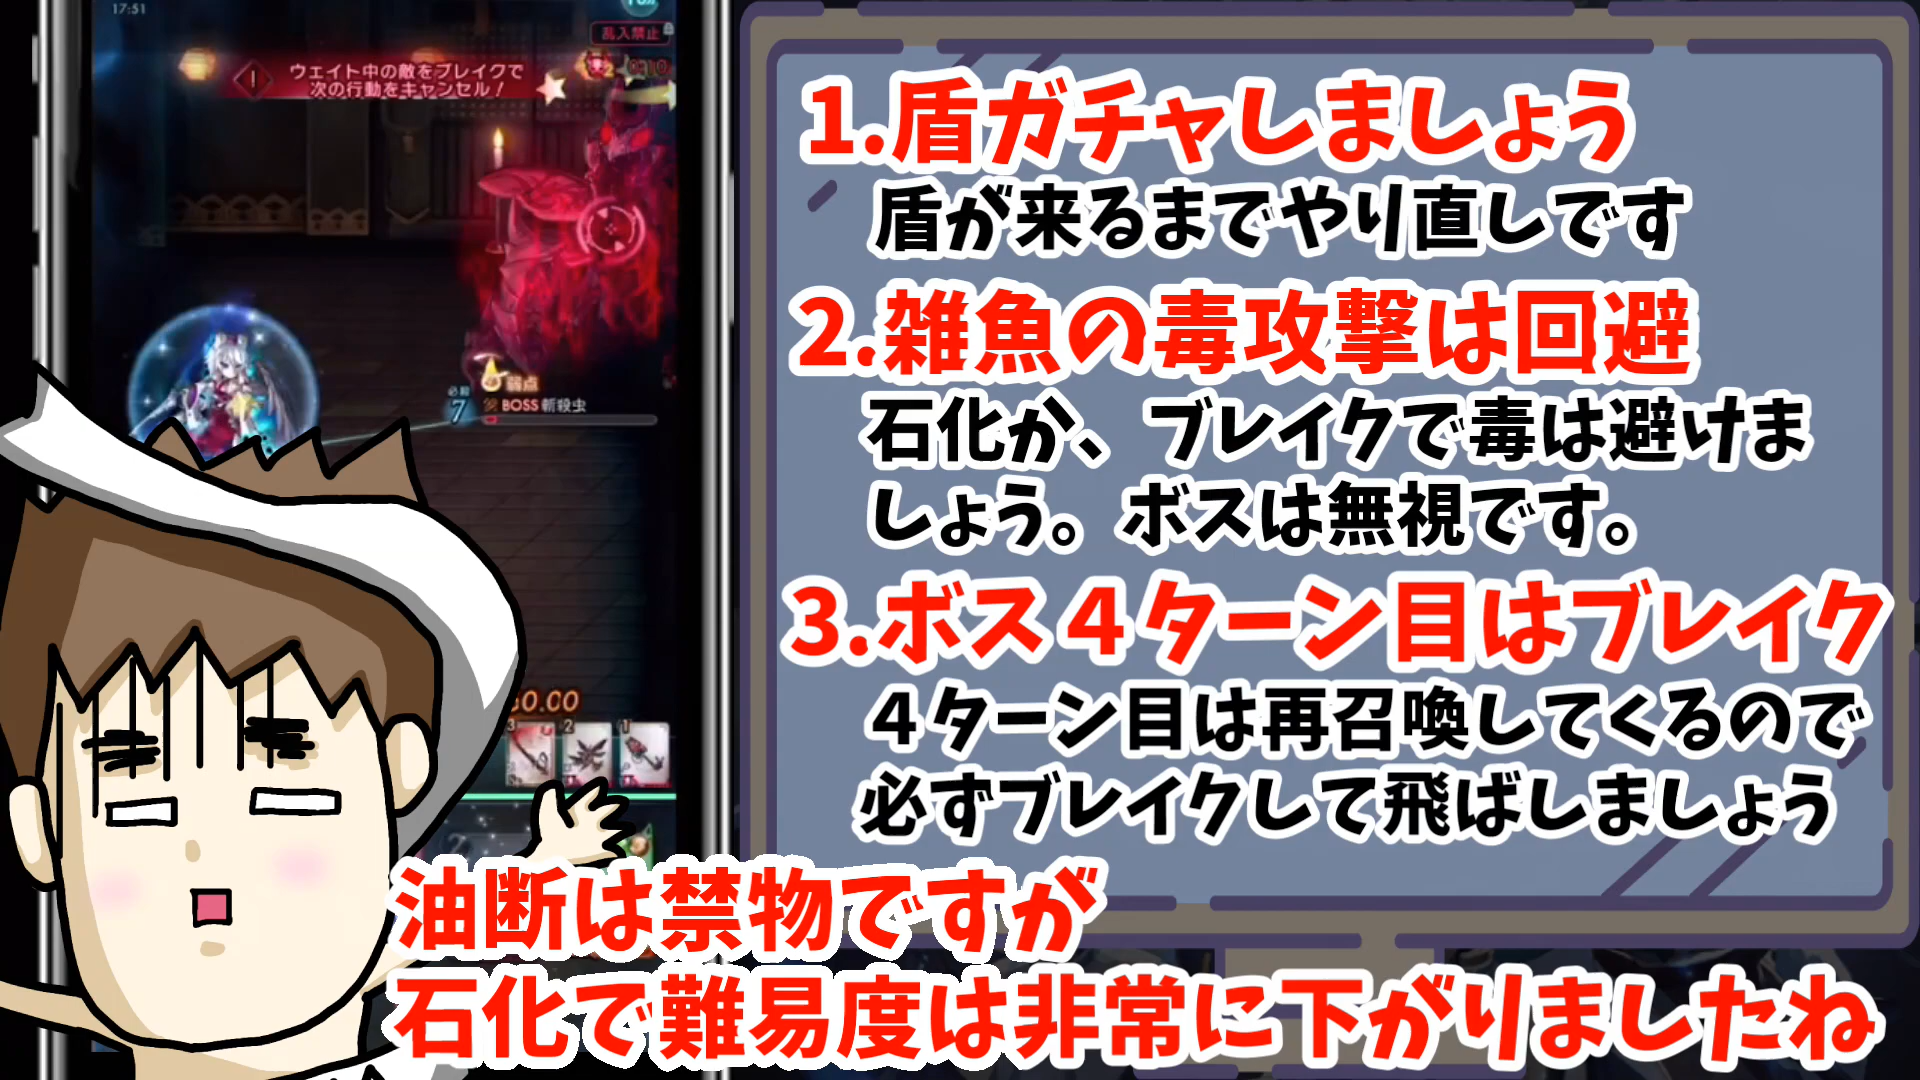 17:51
乱入禁止
ウェイト中の敵をブレイクで
次の行動をキャンセル!
1.盾ガチャしましょう
盾が来るまでやり直しです
2.雑魚の毒攻撃は回避
石化か、ブレイクで毒は避けま
しょう。ボスは無視です。
3.ボス4ターン目はブレイク
4ターン目は再召喚してくるので
必ずブレイクして飛ばしましょう
弱点
必殺
7
BOSS 斬殺虫
3 2 1
油断は禁物ですが
石化で難易度は非常に下がりましたね